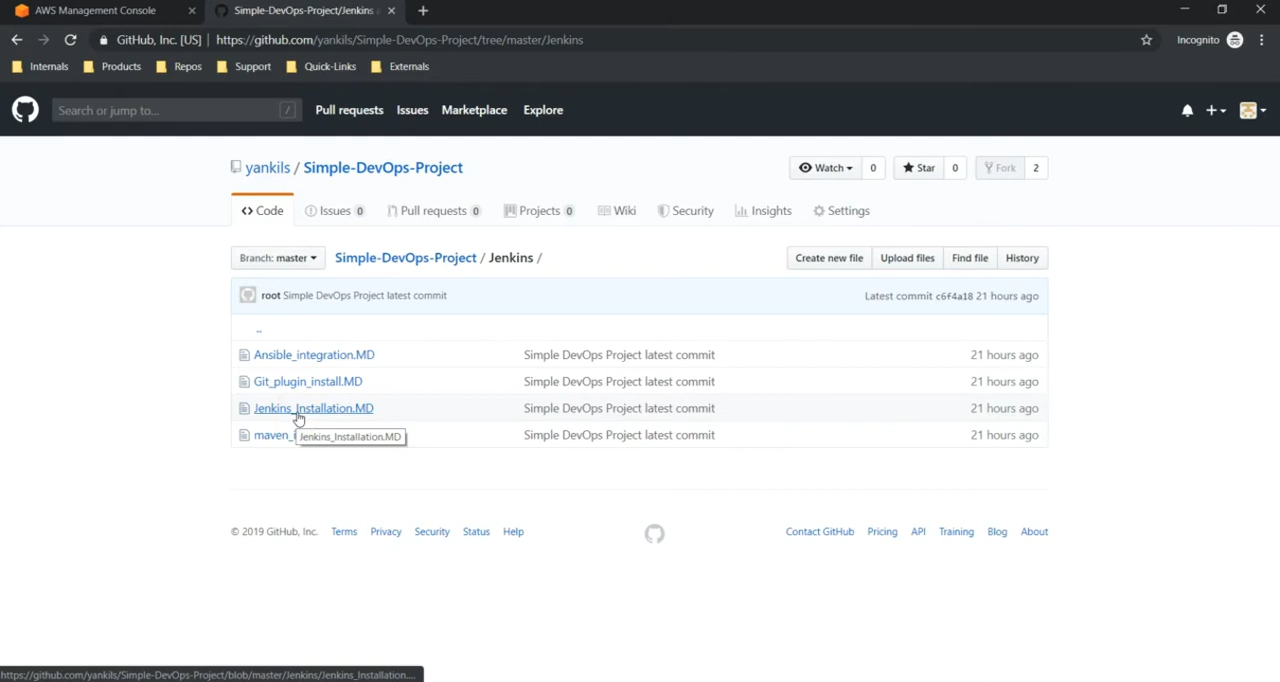 AWS Management Console
Simple-DevOps-Project/Jenkins a
GitHub, Inc. [US] | https://github.com/yankils/Simple-DevOps-Project/tree/master/Jenkins
Incognito
Internals Products Repos Support Quick-Links Externals
Search or jump to... /
Pull requests Issues Marketplace Explore
yankils / Simple-DevOps-Project
Watch 0 Star 0 Fork 2
Code Issues 0 Pull requests 0 Projects 0 Wiki Security Insights Settings
Branch: master Simple-DevOps-Project / Jenkins / Create new file Upload files Find file History
root Simple DevOps Project latest commit Latest commit c6f4a18 21 hours ago
..
Ansible_integration.MD Simple DevOps Project latest commit 21 hours ago
Git_plugin_install.MD Simple DevOps Project latest commit 21 hours ago
Jenkins_Installation.MD Simple DevOps Project latest commit 21 hours ago
maven_ Simple DevOps Project latest commit 21 hours ago
Jenkins_Installation.MD
© 2019 GitHub, Inc. Terms Privacy Security Status Help Contact GitHub Pricing API Training Blog About
https://github.com/yankils/Simple-DevOps-Project/blob/master/Jenkins/Jenkins_Installation....